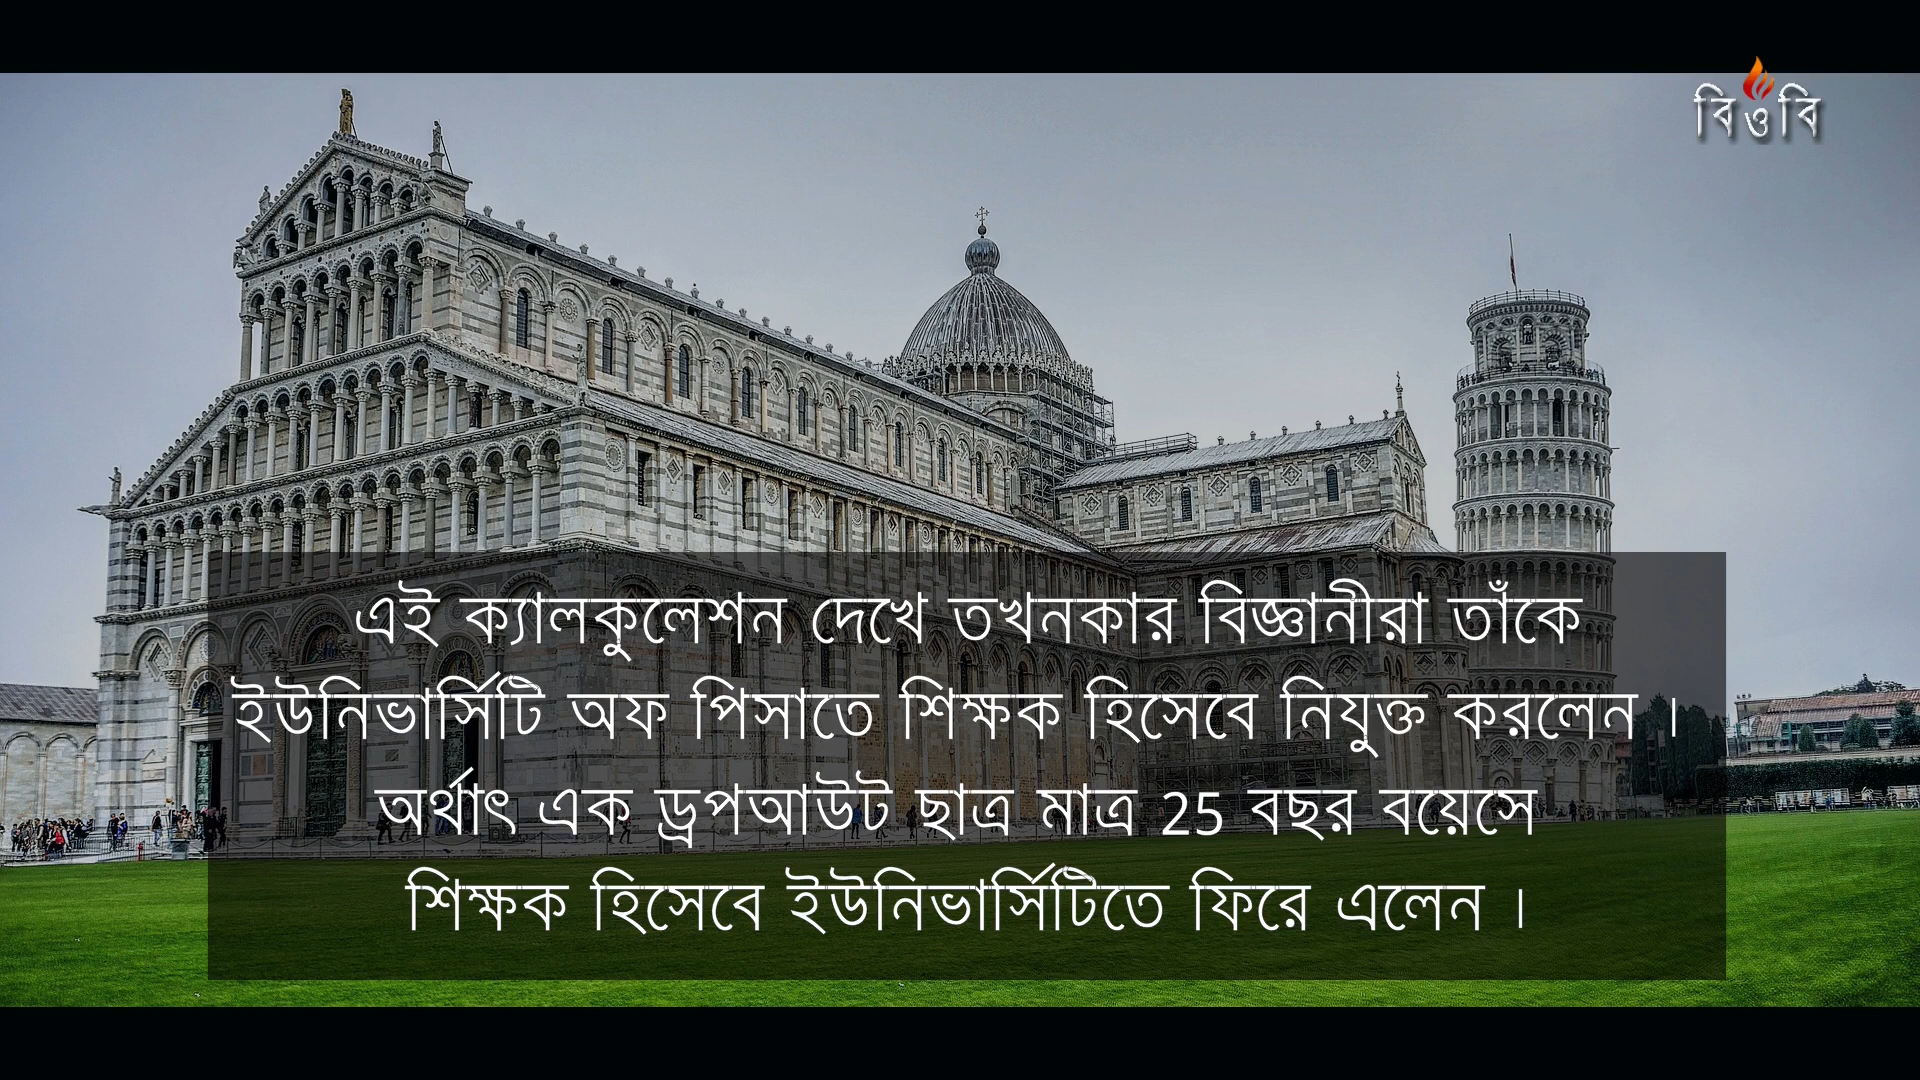 বিওবি
এই ক্যালকুলেশন দেখে তখনকার বিজ্ঞানীরা তাঁকে
ইউনিভার্সিটি অফ পিসাতে শিক্ষক হিসেবে নিযুক্ত করলেন ।
অর্থাৎ এক ড্রপআউট ছাত্র মাত্র 25 বছর বয়েসে
শিক্ষক হিসেবে ইউনিভার্সিটিতে ফিরে এলেন ।